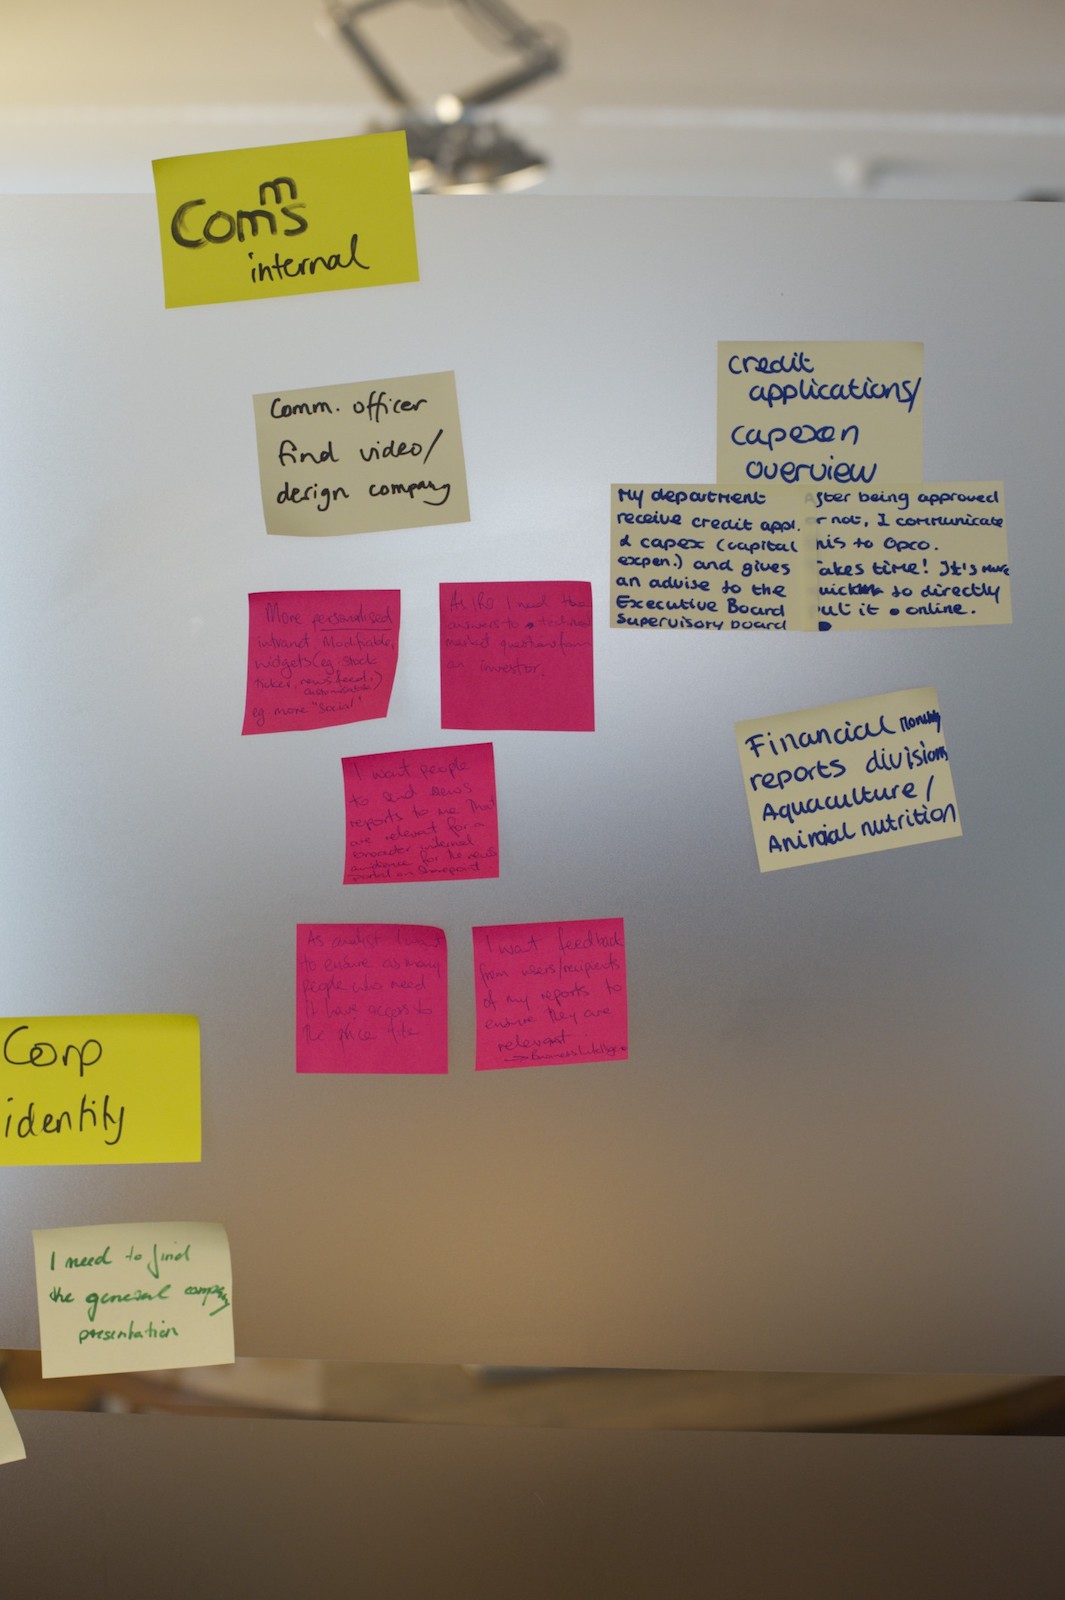 Comms
m
internal
Comm. officer
find video/
design company
credit
applications/
capexen
overview
My department
receive credit appl.
& capex (capital
expen.) and gives
an advise to the
Executive Board
Supervisory board
After being approved
or not, I communicate
this to Opco.
Takes time! It's more
quick to directly
put it online.
More personalised
intranet. Modifiable,
widgets (eg. stock
ticker, news feed.)
customisable
eg. more "social"
As IRO I need the
answers to technical
market questions from
an investor.
I want people
to send news
reports to me that
are relevant for a
broader internal
audience for the news
portal on Sharepoint.
Financial monthly
reports divisions
Aquaculture/
Animal nutrition
As analyst I want
to ensure as many
people who need
it have access to
the price file
I want feedback
from users/recipients
of my reports to
ensure they are
relevant
→ Business Intelligence
Corp
identity
I need to find
the general company
presentation